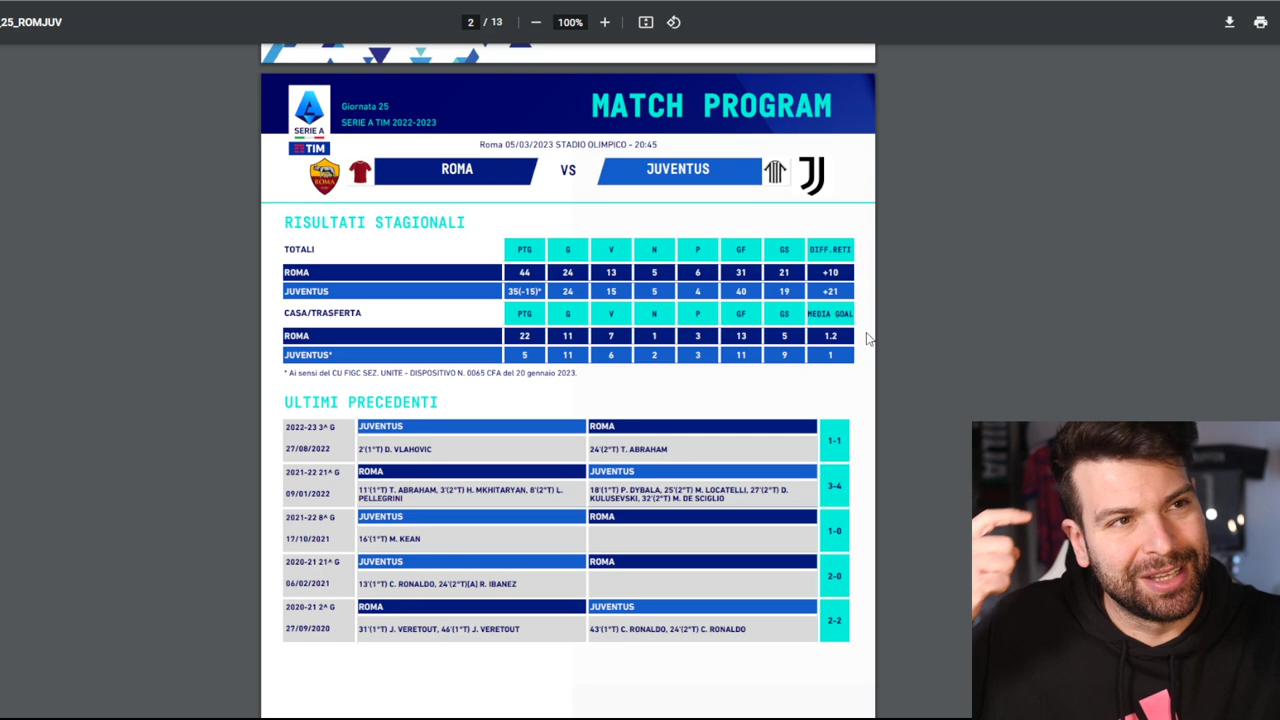 _25_ROMJUV
2 / 13
100%
SERIE A
TIM
Giornata 25
SERIE A TIM 2022-2023
MATCH PROGRAM
Roma 05/03/2023 STADIO OLIMPICO - 20:45
ROMA
ROMA VS JUVENTUS
RISULTATI STAGIONALI
TOTALI PTG G V N P GF GS DIFF.RETI
ROMA 44 24 13 5 6 31 21 +10
JUVENTUS 35(-15)* 24 15 5 4 40 19 +21
CASA/TRASFERTA PTG G V N P GF GS MEDIA GOAL
ROMA 22 11 7 1 3 13 5 1.2
JUVENTUS* 5 11 6 2 3 11 9 1
* Ai sensi del CU FIGC SEZ. UNITE - DISPOSITIVO N. 0065 CFA del 20 gennaio 2023.
ULTIMI PRECEDENTI
2022-23 3^ G JUVENTUS ROMA
27/08/2022 2'(1°T) D. VLAHOVIC 24'(2°T) T. ABRAHAM 1-1
2021-22 21^ G ROMA JUVENTUS
09/01/2022 11'(1°T) T. ABRAHAM, 3'(2°T) H. MKHITARYAN, 8'(2°T) L. 18'(1°T) P. DYBALA, 25'(2°T) M. LOCATELLI, 27'(2°T) D. 3-4
PELLEGRINI KULUSEVSKI, 32'(2°T) M. DE SCIGLIO
2021-22 8^ G JUVENTUS ROMA
17/10/2021 16'(1°T) M. KEAN 1-0
2020-21 21^ G JUVENTUS ROMA
06/02/2021 13'(1°T) C. RONALDO, 24'(2°T)[A] R. IBANEZ 2-0
2020-21 2^ G ROMA JUVENTUS
27/09/2020 31'(1°T) J. VERETOUT, 46'(1°T) J. VERETOUT 43'(1°T) C. RONALDO, 24'(2°T) C. RONALDO 2-2